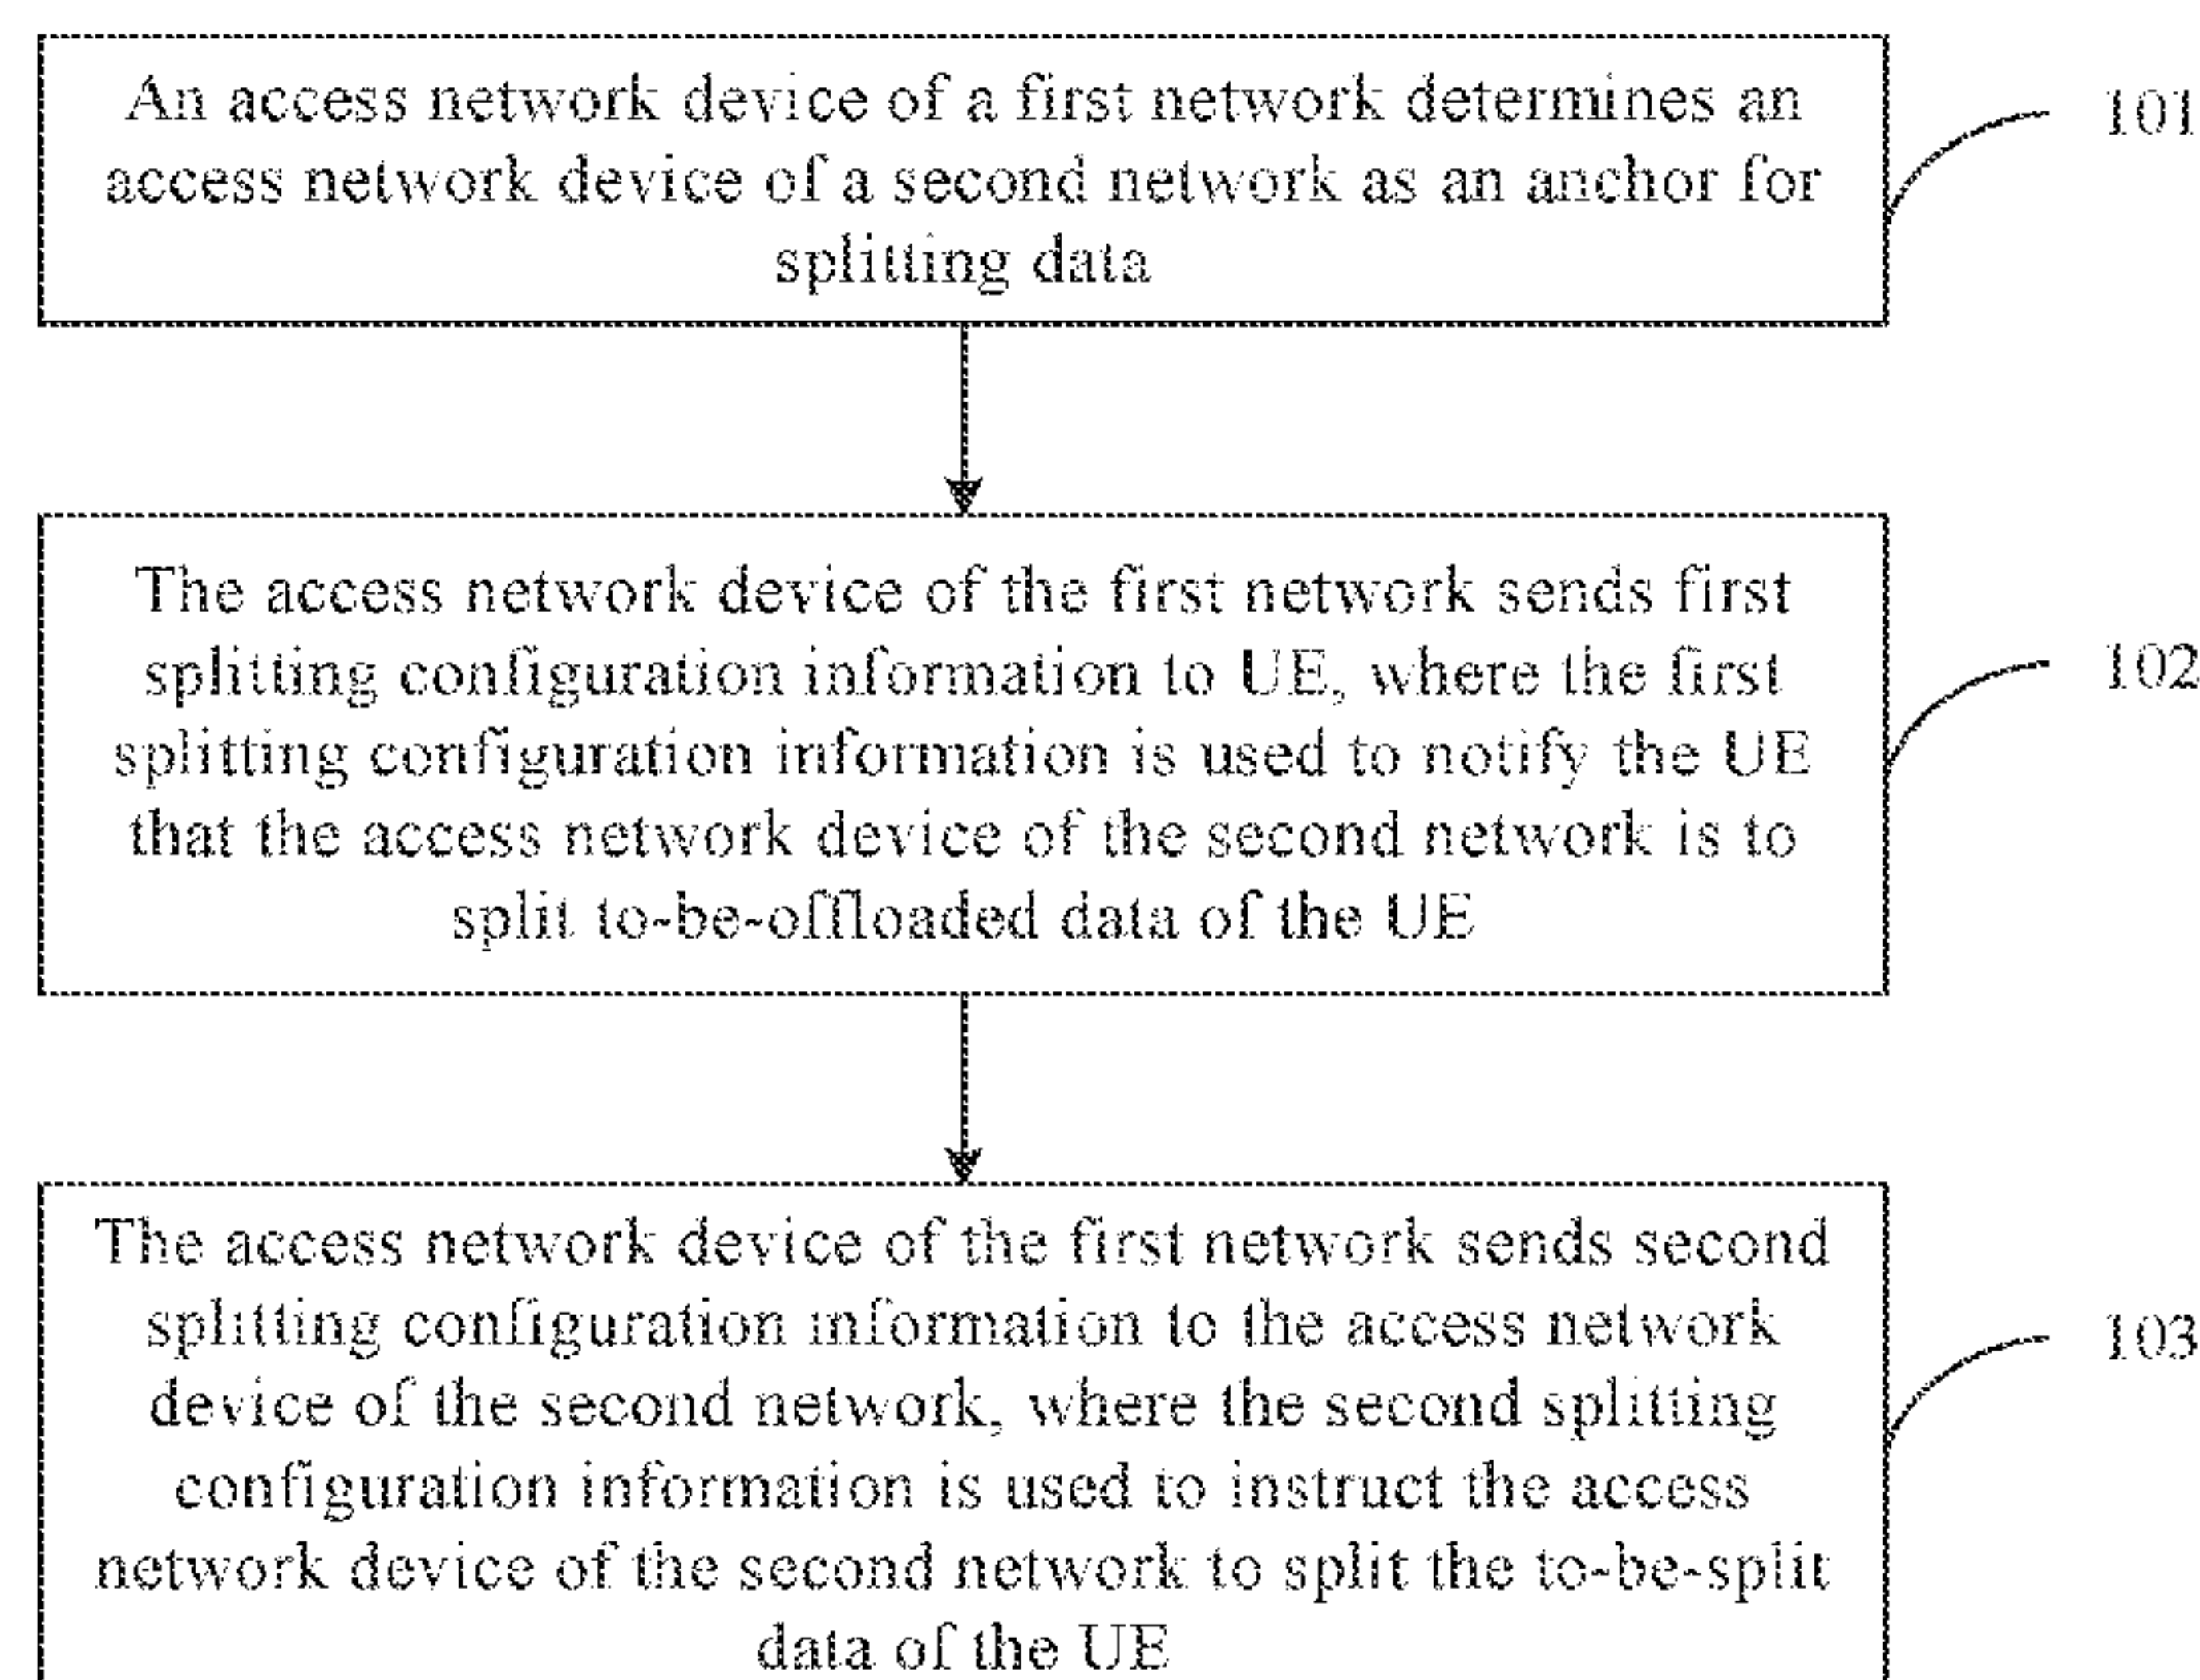 An access network device of a first network determines an
access network device of a second network as an anchor for
splitting data
101
The access network device of the first network sends first
splitting configuration information to UE, where the first
splitting configuration information is used to notify the UE
that the access network device of the second network is to
split to-be-offloaded data of the UE
102
The access network device of the first network sends second
splitting configuration information to the access network
device of the second network, where the second splitting
configuration information is used to instruct the access
network device of the second network to split the to-be-split
data of the UE
103